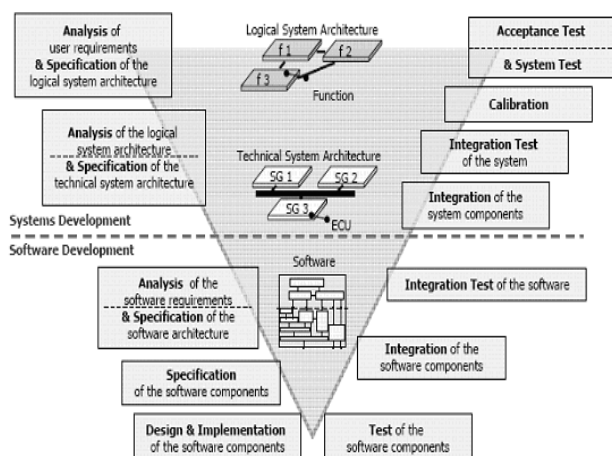 Analysis of
user requirements
& Specification of the
logical system architecture
Logical System Architecture
f 1
f 2
f 3
Function
Acceptance Test
& System Test
Calibration
Analysis of the logical
system architecture
& Specification of the
technical system architecture
Technical System Architecture
SG 1
SG 2
SG 3
ECU
Integration Test
of the system
Integration of the
system components
Systems Development
Software Development
Analysis of the
software requirements
& Specification of the
software architecture
Software
Integration Test of the software
Specification
of the software components
Integration of the
software components
Design & Implementation
of the software components
Test of the
software components